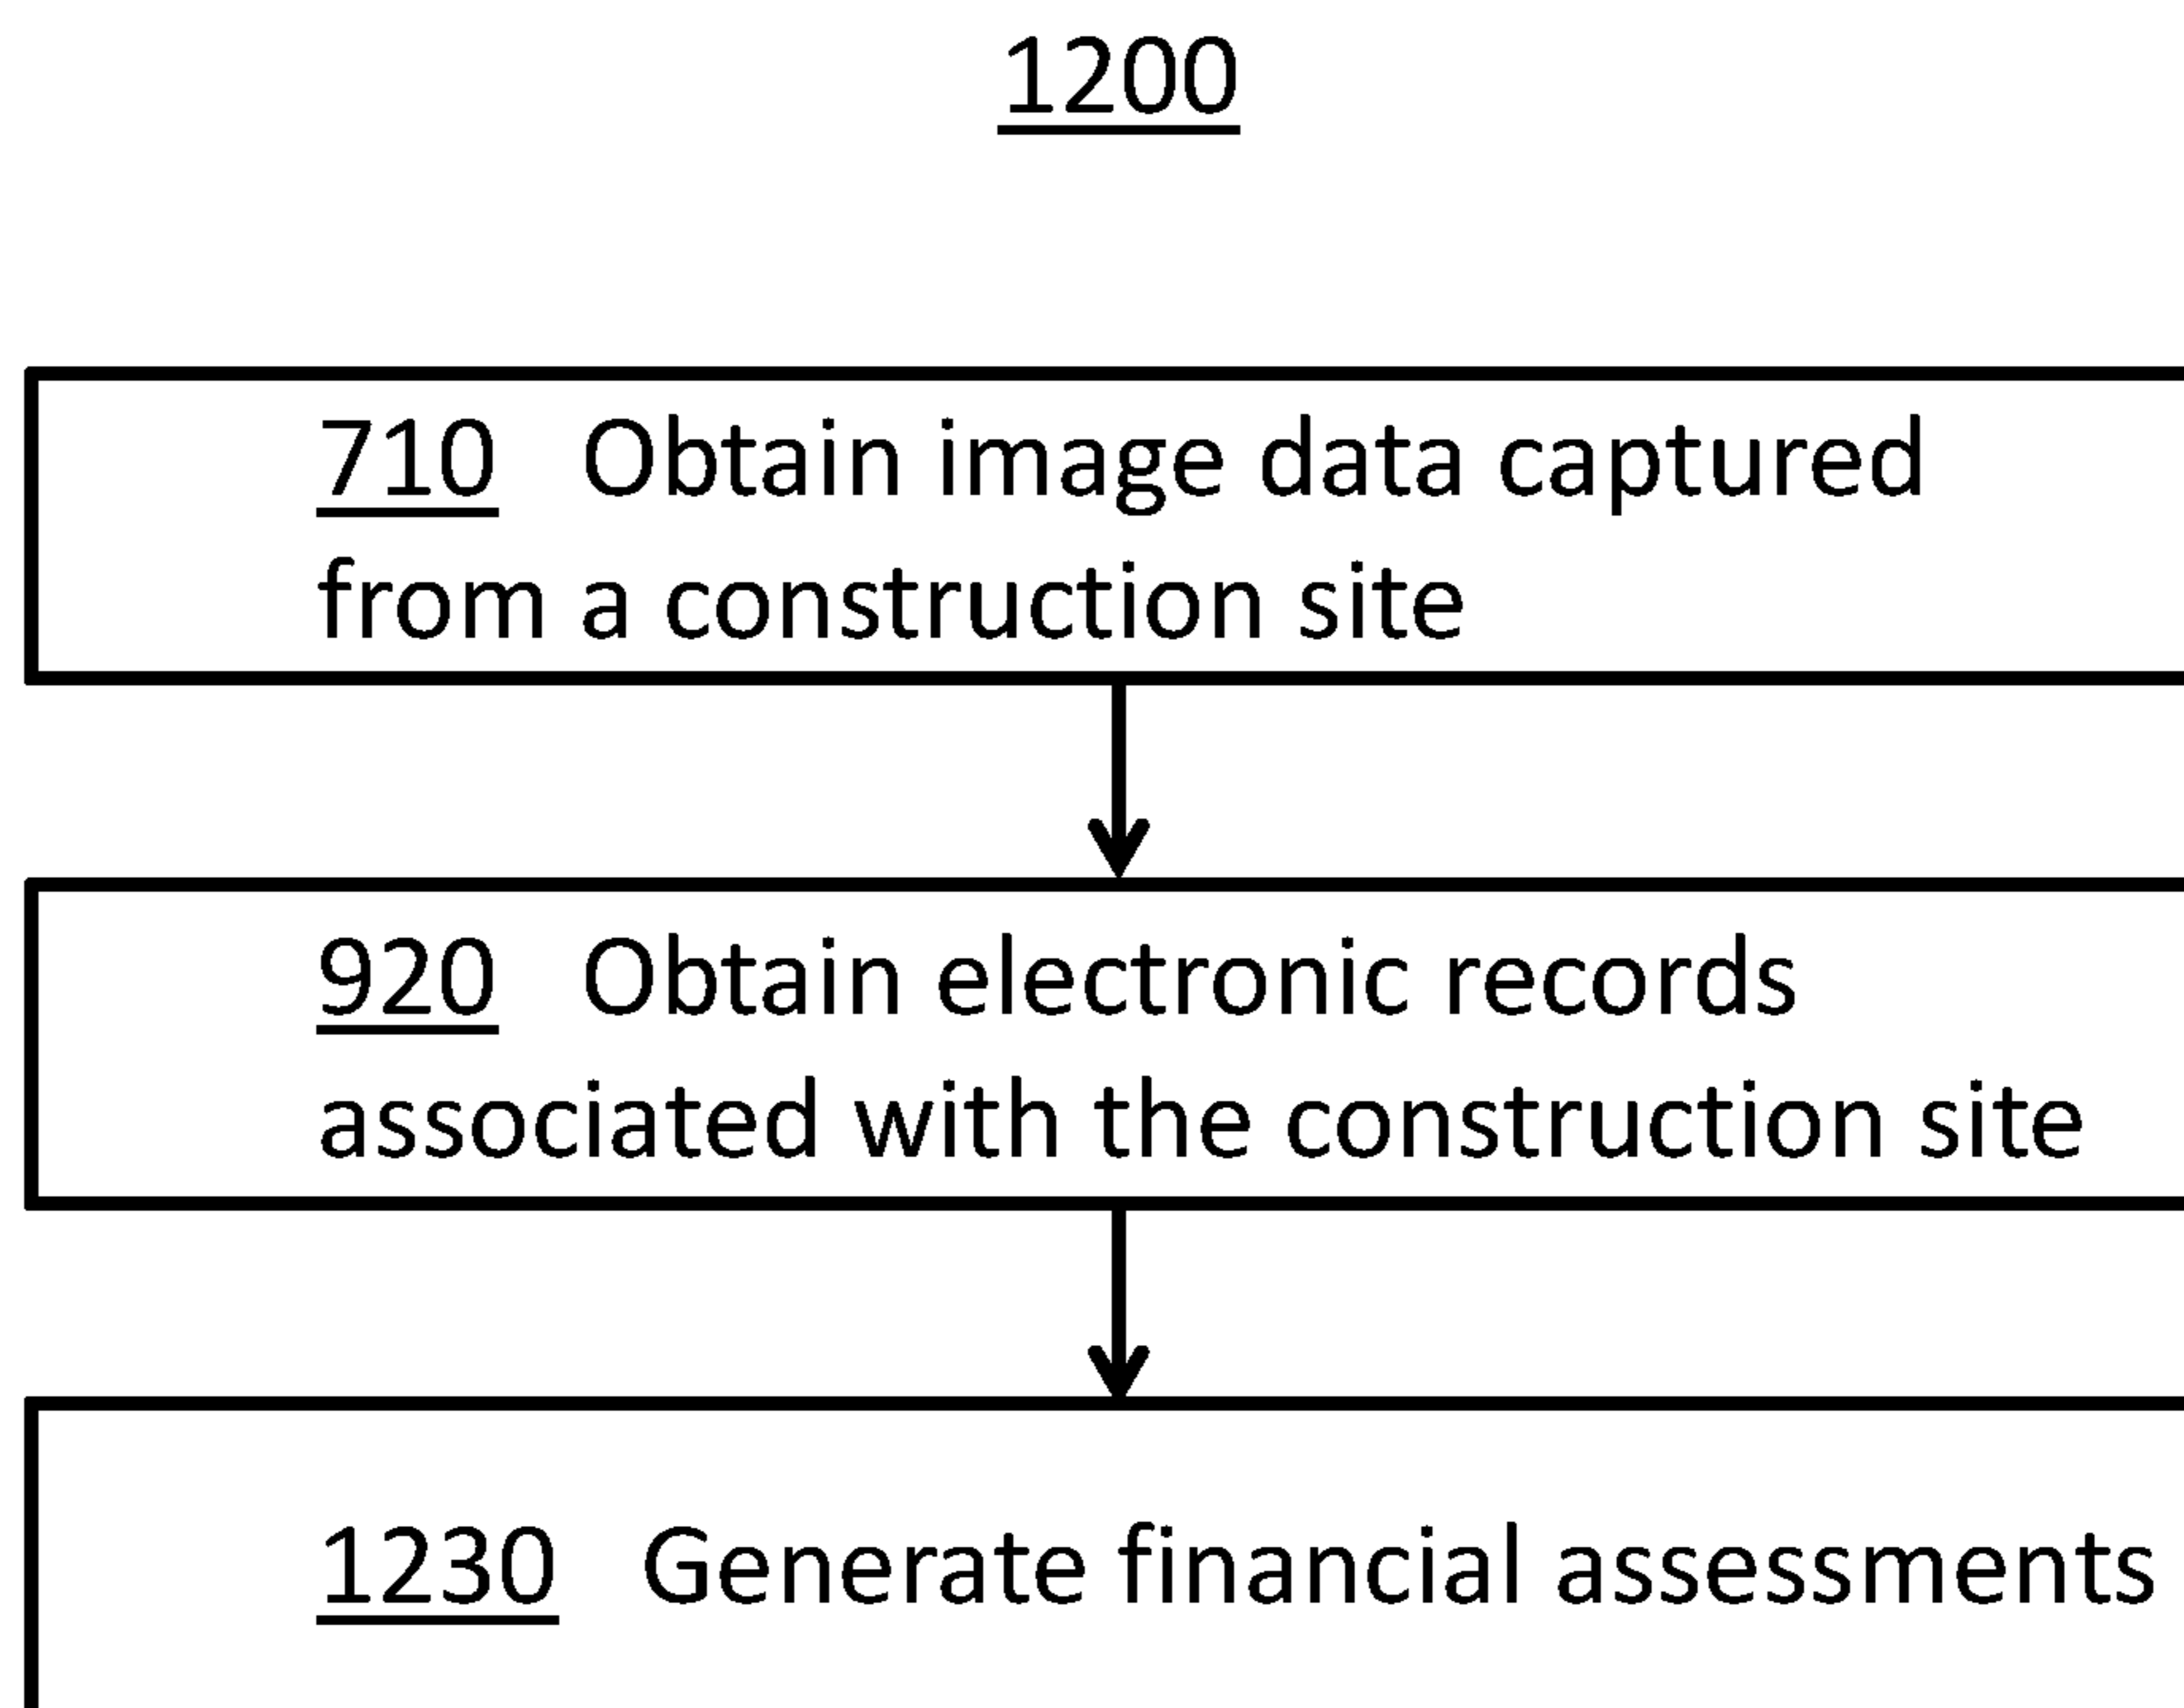 1200
710 Obtain image data captured
from a construction site
920 Obtain electronic records
associated with the construction site
1230 Generate financial assessments